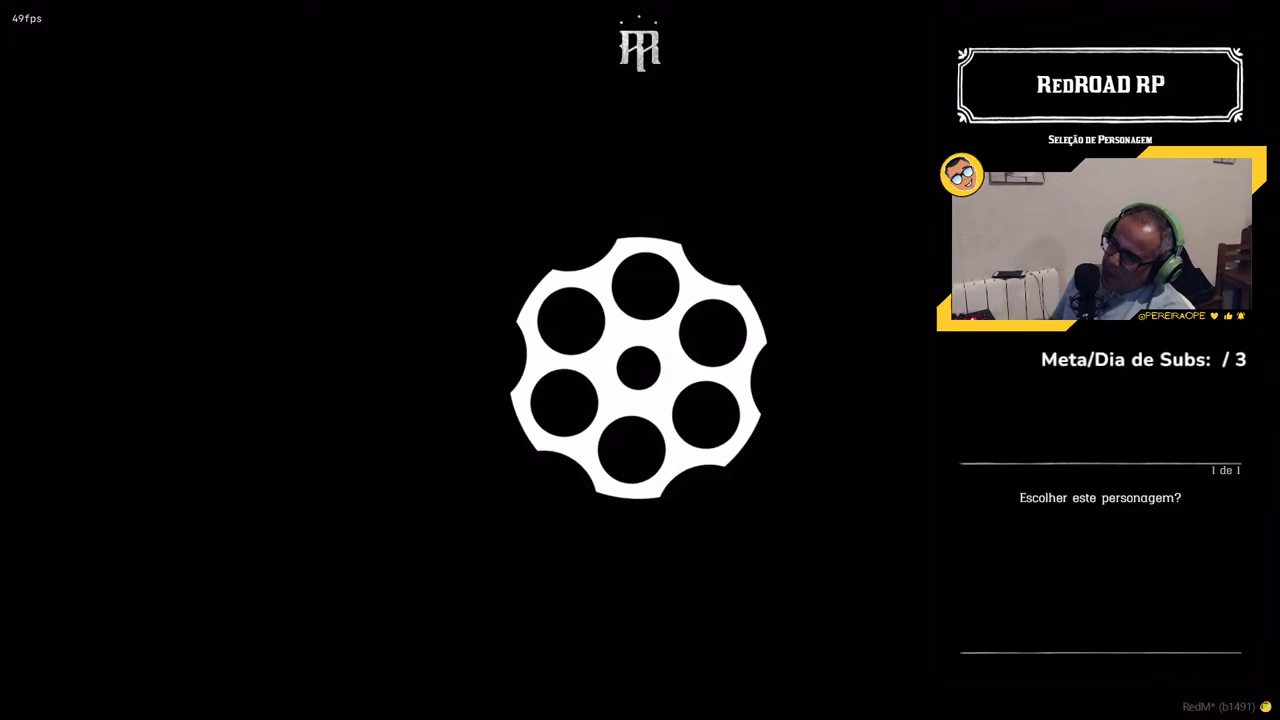 49fps
RedROAD RP
Seleção de Personagem
@PEREIRAOPE
Meta/Dia de Subs: / 3
1 de 1
Escolher este personagem?
RedM* (b1491)